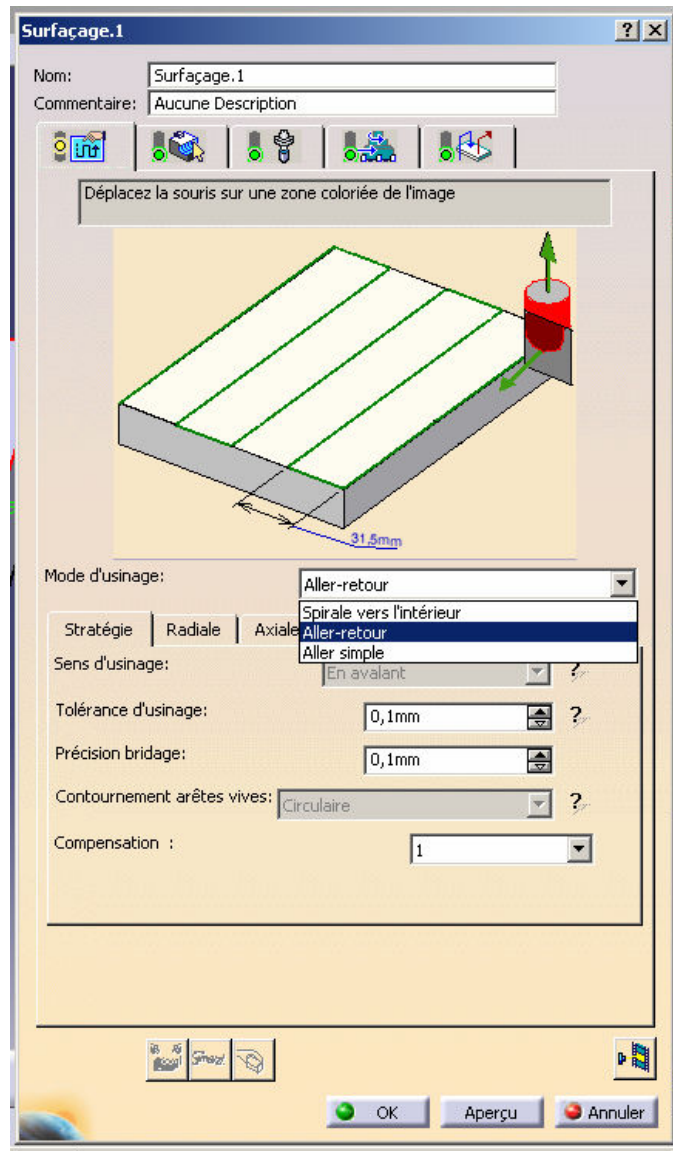 Surfaçage.1
Nom: Surfaçage.1
Commentaire: Aucune Description
Déplacez la souris sur une zone coloriée de l'image
31,5mm
Mode d'usinage: Aller-retour
Spirale vers l'intérieur
Aller-retour
Aller simple
Stratégie Radiale Axiale
Sens d'usinage: En avalant ?
Tolérance d'usinage: 0,1mm ?
Précision bridage: 0,1mm
Contournement arêtes vives: Circulaire ?
Compensation : 1
OK Aperçu Annuler